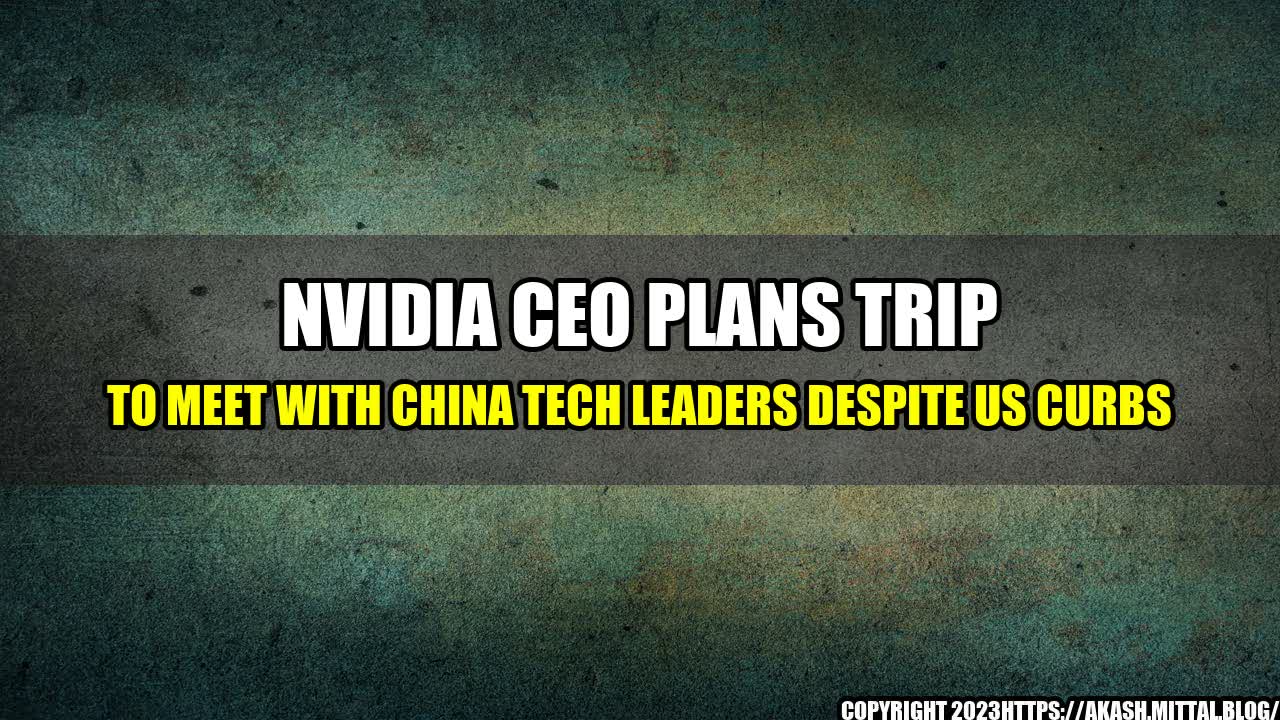 NVIDIA CEO PLANS TRIP
TO MEET WITH CHINA TECH LEADERS DESPITE US CURBS
COPYRIGHT 2023HTTPS://AKASH.MITTAL.BLOG/